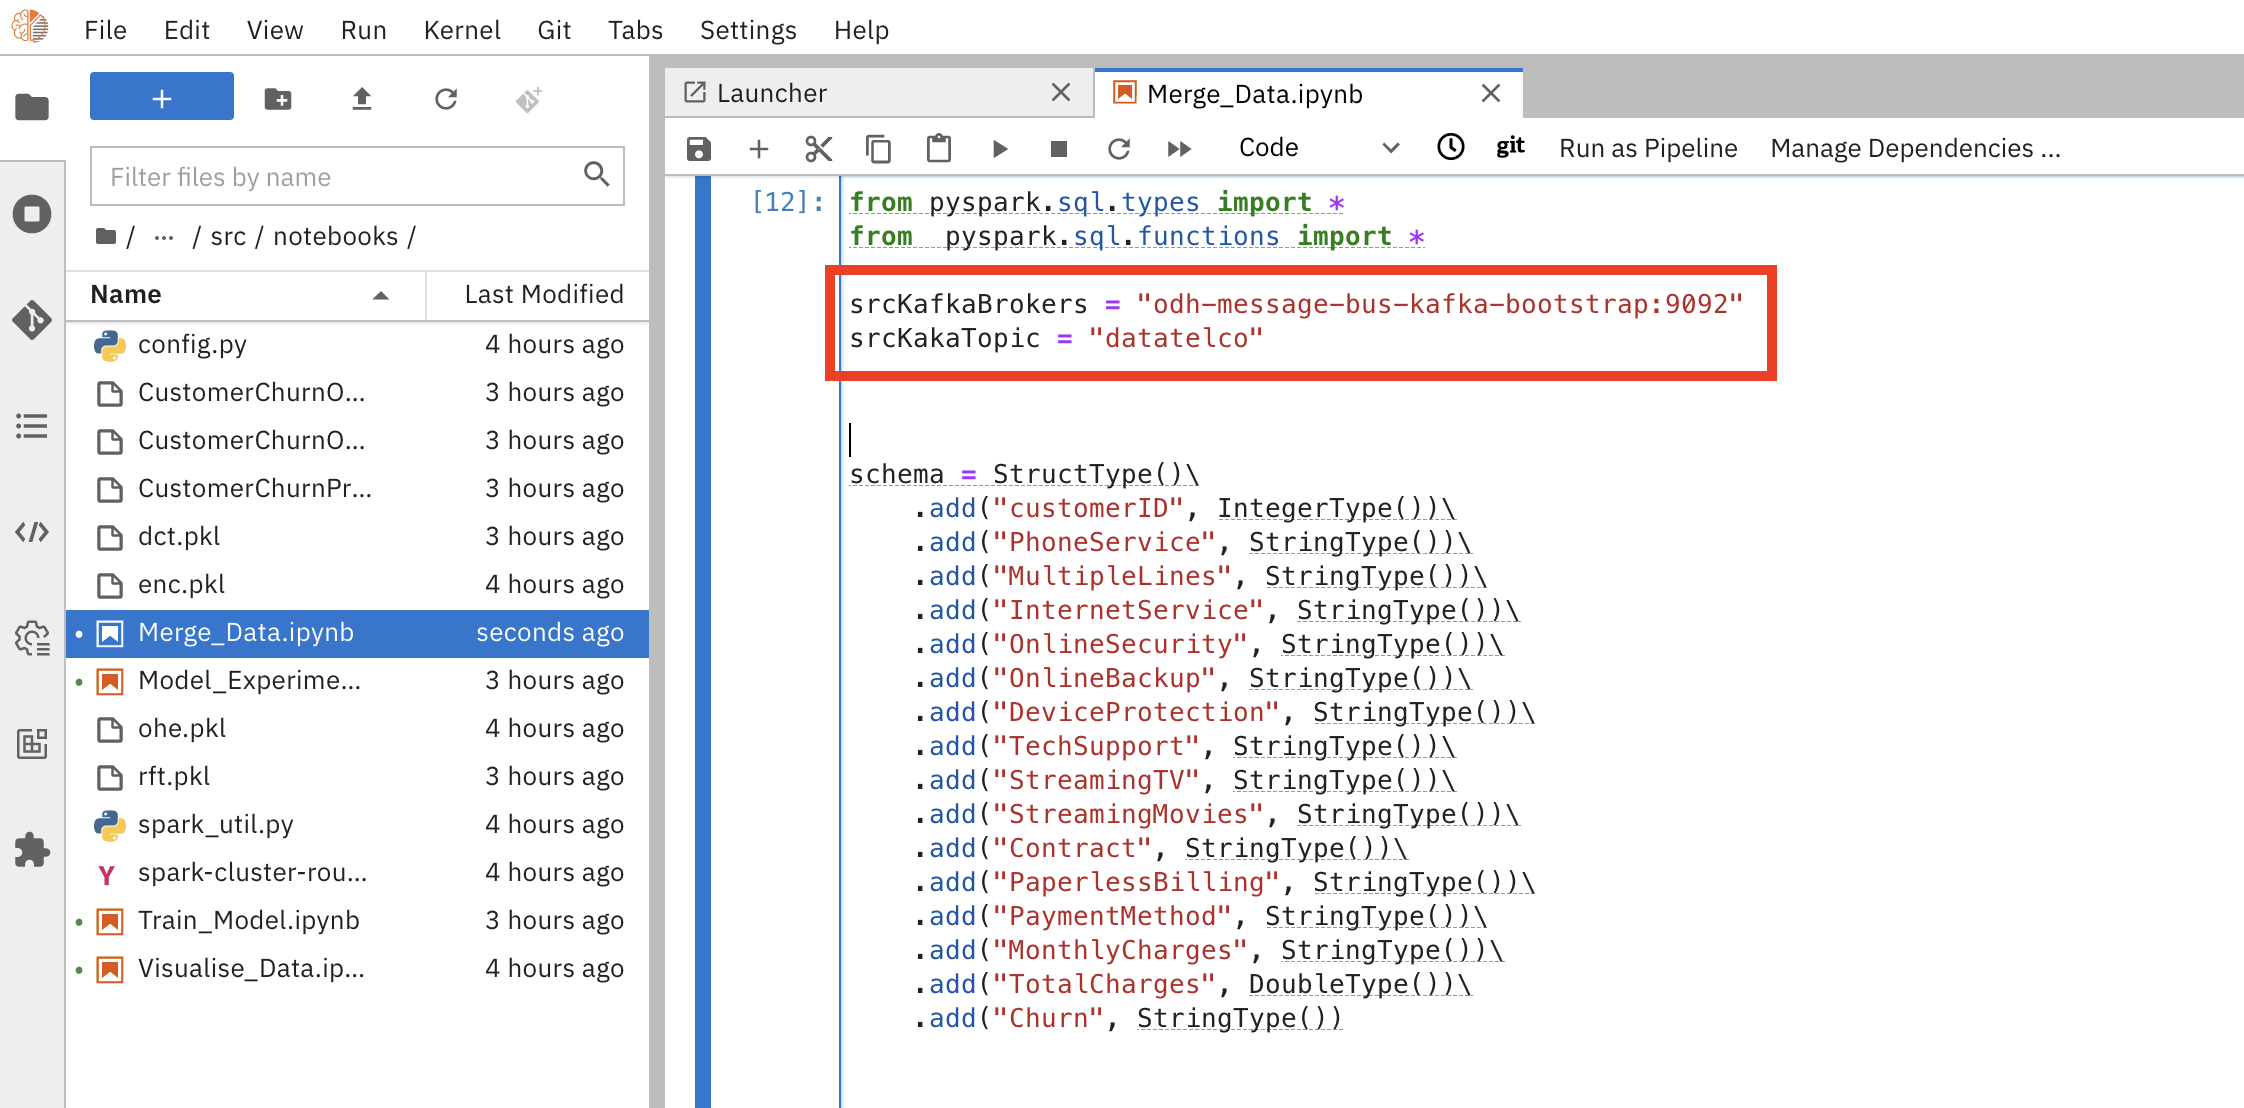 File Edit View Run Kernel Git Tabs Settings Help
Filter files by name
/ ··· / src / notebooks /
Name Last Modified
config.py 4 hours ago
CustomerChurnO... 3 hours ago
CustomerChurnO... 3 hours ago
CustomerChurnPr... 3 hours ago
dct.pkl 3 hours ago
enc.pkl 4 hours ago
Merge_Data.ipynb seconds ago
Model_Experime... 3 hours ago
ohe.pkl 4 hours ago
rft.pkl 3 hours ago
spark_util.py 4 hours ago
spark-cluster-rou... 4 hours ago
Train_Model.ipynb 3 hours ago
Visualise_Data.ip... 4 hours ago
Launcher Merge_Data.ipynb
Code git Run as Pipeline Manage Dependencies ...
[12]: from pyspark.sql.types import *
from  pyspark.sql.functions import *
srcKafkaBrokers = "odh-message-bus-kafka-bootstrap:9092"
srcKakaTopic = "datatelco"
schema = StructType()\
.add("customerID", IntegerType())\
.add("PhoneService", StringType())\
.add("MultipleLines", StringType())\
.add("InternetService", StringType())\
.add("OnlineSecurity", StringType())\
.add("OnlineBackup", StringType())\
.add("DeviceProtection", StringType())\
.add("TechSupport", StringType())\
.add("StreamingTV", StringType())\
.add("StreamingMovies", StringType())\
.add("Contract", StringType())\
.add("PaperlessBilling", StringType())\
.add("PaymentMethod", StringType())\
.add("MonthlyCharges", StringType())\
.add("TotalCharges", DoubleType())\
.add("Churn", StringType())